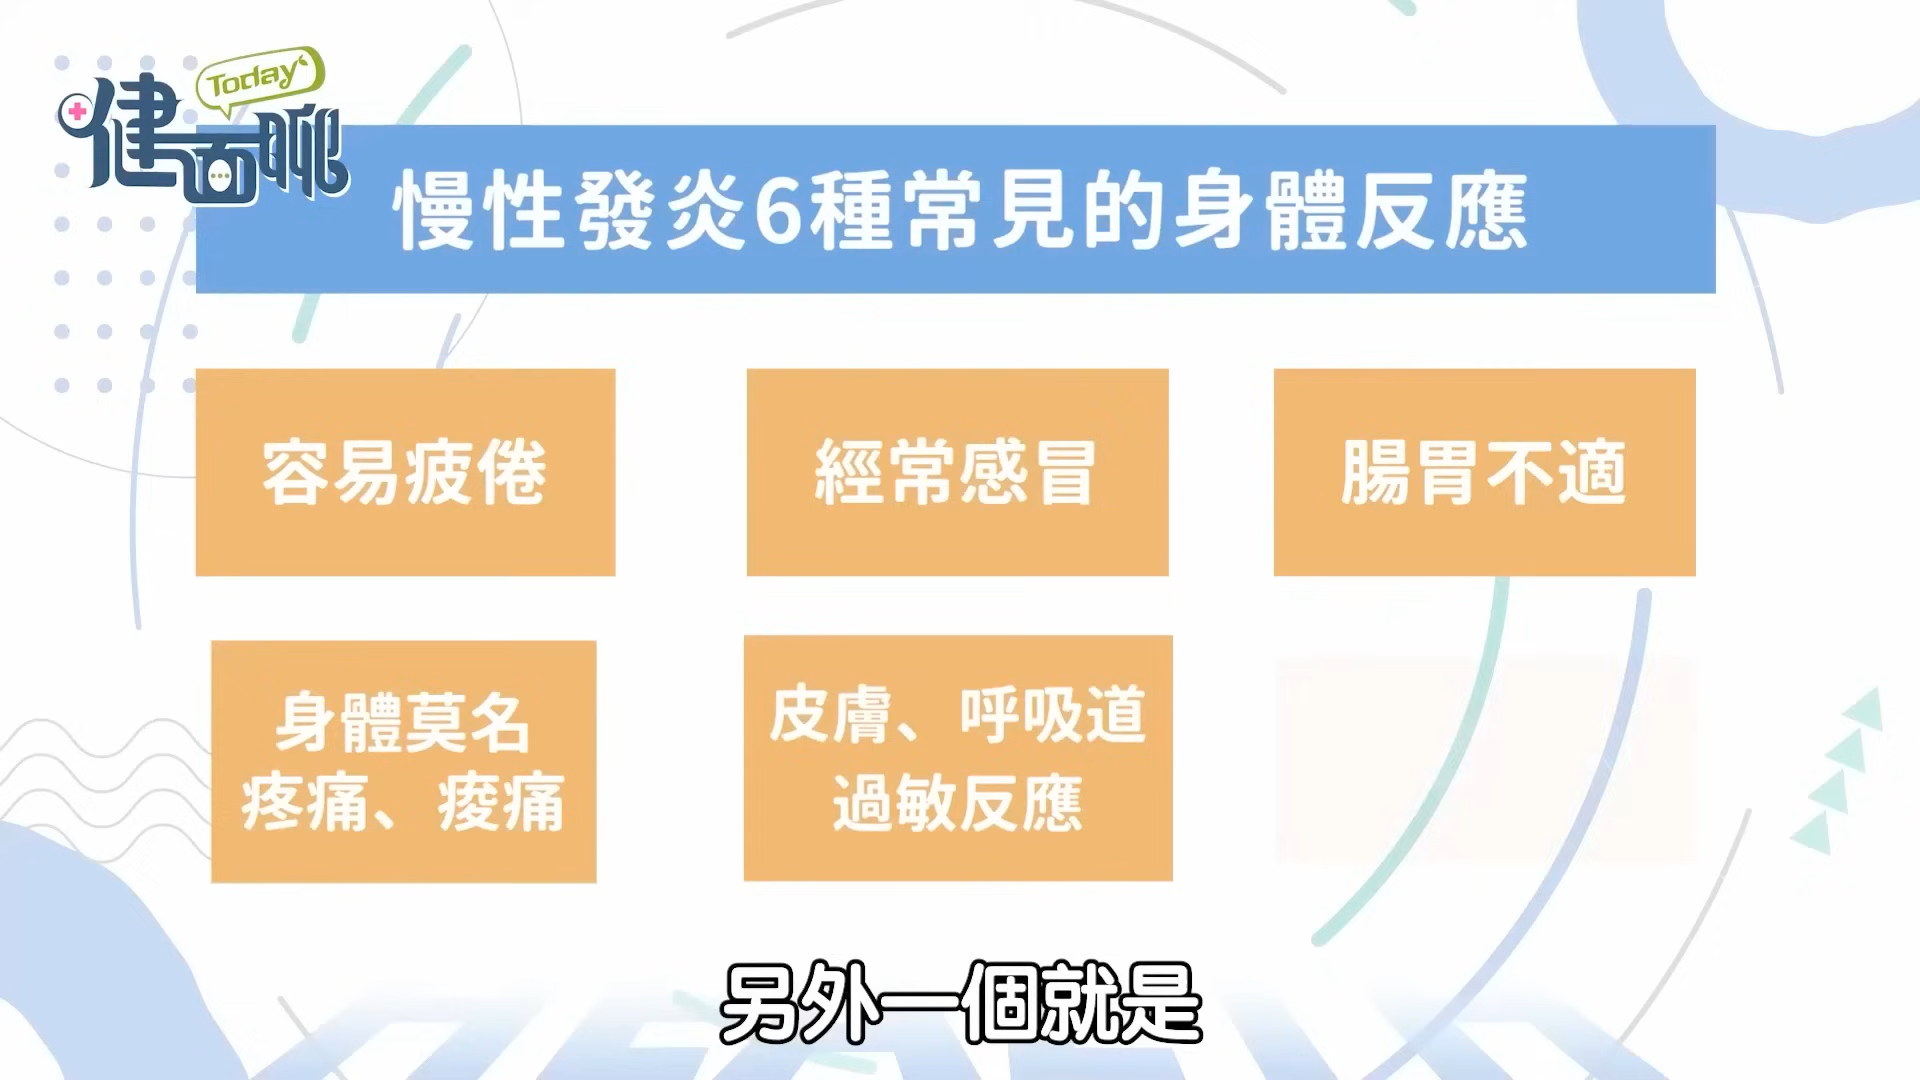 Today
健面聊
慢性發炎6種常見的身體反應
容易疲倦
經常感冒
腸胃不適
身體莫名
疼痛、痠痛
皮膚、呼吸道
過敏反應
另外一個就是